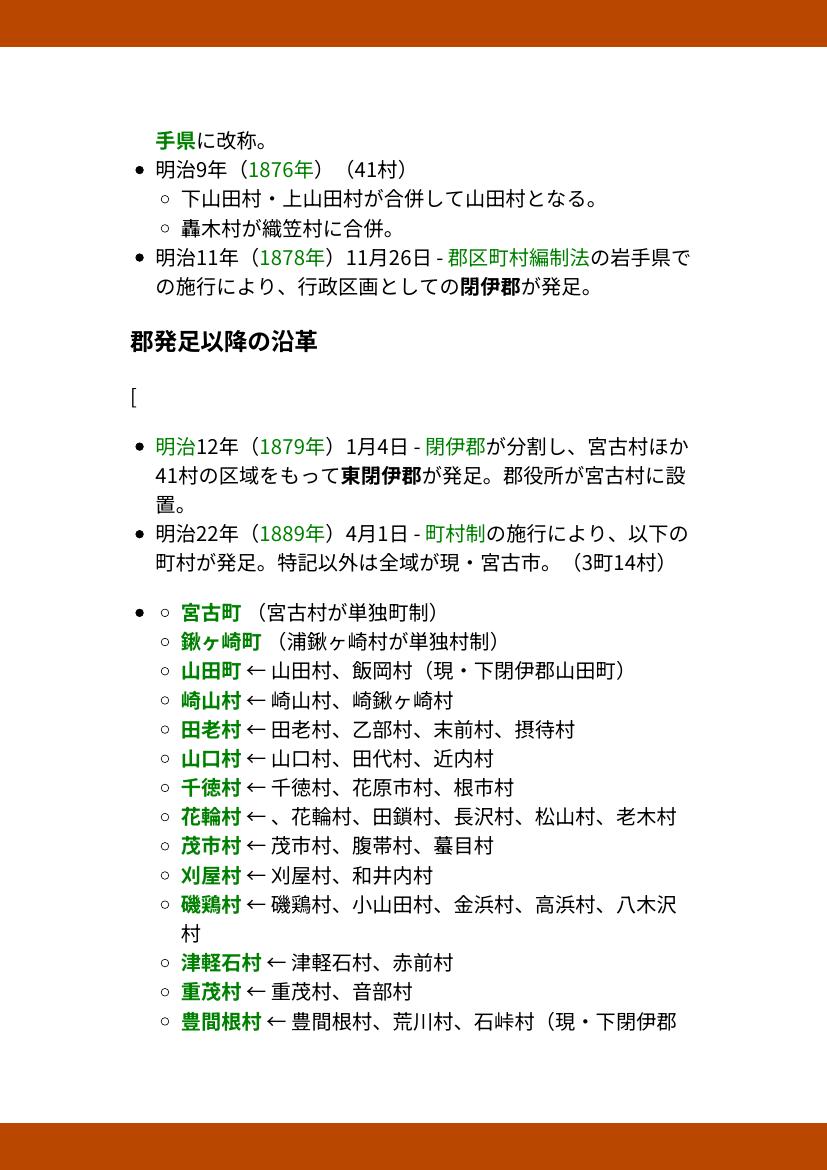 手県に改称。
明治9年（1876年）（41村）
下山田村・上山田村が合併して山田村となる。
轟木村が織笠村に合併。
明治11年（1878年）11月26日 - 郡区町村編制法の岩手県で
の施行により、行政区画としての閉伊郡が発足。
郡発足以降の沿革
[
明治12年（1879年）1月4日 - 閉伊郡が分割し、宮古村ほか
41村の区域をもって東閉伊郡が発足。郡役所が宮古村に設
置。
明治22年（1889年）4月1日 - 町村制の施行により、以下の
町村が発足。特記以外は全域が現・宮古市。（3町14村）
宮古町 （宮古村が単独町制）
鍬ヶ崎町 （浦鍬ヶ崎村が単独村制）
山田町 ← 山田村、飯岡村（現・下閉伊郡山田町）
崎山村 ← 崎山村、崎鍬ヶ崎村
田老村 ← 田老村、乙部村、末前村、摂待村
山口村 ← 山口村、田代村、近内村
千徳村 ← 千徳村、花原市村、根市村
花輪村 ← 、花輪村、田鎖村、長沢村、松山村、老木村
茂市村 ← 茂市村、腹帯村、蟇目村
刈屋村 ← 刈屋村、和井内村
磯鶏村 ← 磯鶏村、小山田村、金浜村、高浜村、八木沢
村
津軽石村 ← 津軽石村、赤前村
重茂村 ← 重茂村、音部村
豊間根村 ← 豊間根村、荒川村、石峠村（現・下閉伊郡